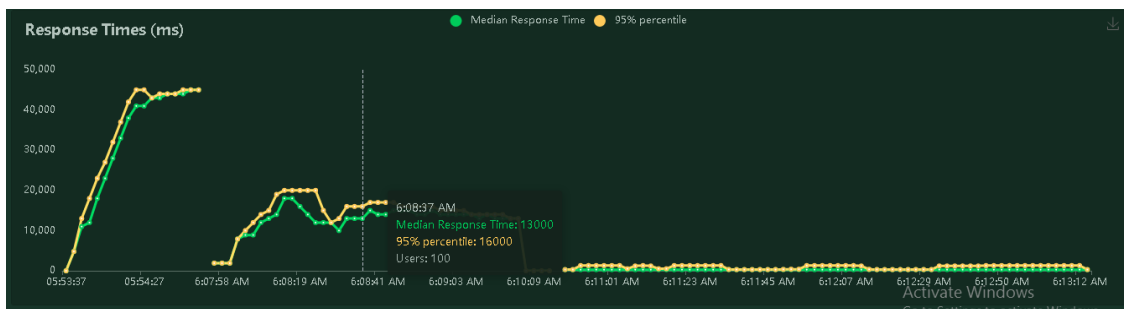 Response Times (ms)
Median Response Time
95% percentile
50,000
40,000
30,000
20,000
10,000
0
6:08:37 AM
Median Response Time: 13000
95% percentile: 16000
Users: 100
05:53:37
05:54:27
6:07:58 AM
6:08:19 AM
6:08:41 AM
6:09:03 AM
6:10:09 AM
6:11:01 AM
6:11:23 AM
6:11:45 AM
6:12:07 AM
6:12:29 AM
6:12:50 AM
6:13:12 AM
Activate Windows